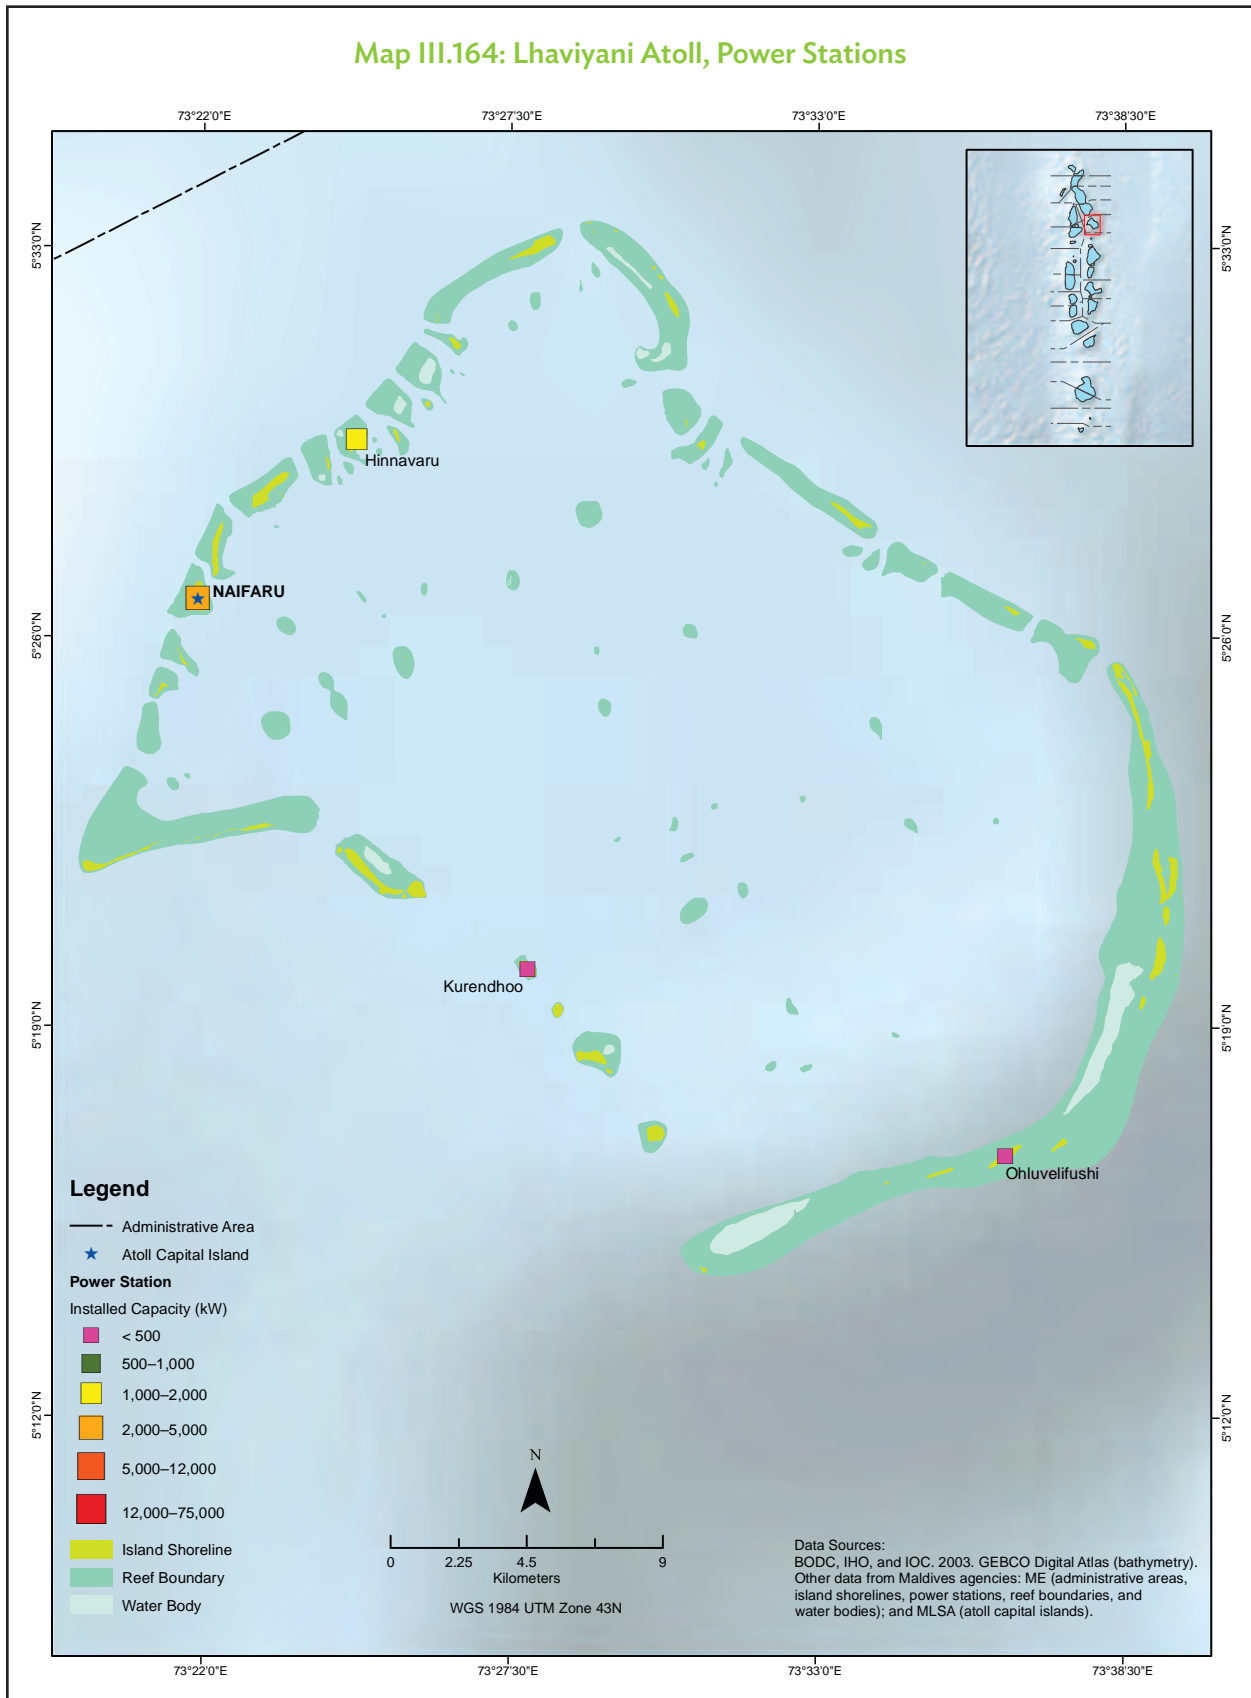 Map III.164: Lhaviyani Atoll, Power Stations
73°22'0"E
73°27'30"E
73°33'0"E
73°38'30"E
5°33'0"N
5°33'0"N
Hinnavaru
NAIFARU
5°26'0"N
5°26'0"N
Kurendhoo
5°19'0"N
5°19'0"N
Ohluvelifushi
Legend
Administrative Area
Atoll Capital Island
Power Station
Installed Capacity (kW)
< 500
500–1,000
1,000–2,000
2,000–5,000
5,000–12,000
12,000–75,000
Island Shoreline
Reef Boundary
Water Body
5°12'0"N
5°12'0"N
N
0 2.25 4.5 9
Kilometers
WGS 1984 UTM Zone 43N
Data Sources:
BODC, IHO, and IOC. 2003. GEBCO Digital Atlas (bathymetry).
Other data from Maldives agencies: ME (administrative areas,
island shorelines, power stations, reef boundaries, and
water bodies); and MLSA (atoll capital islands).
73°22'0"E
73°27'30"E
73°33'0"E
73°38'30"E